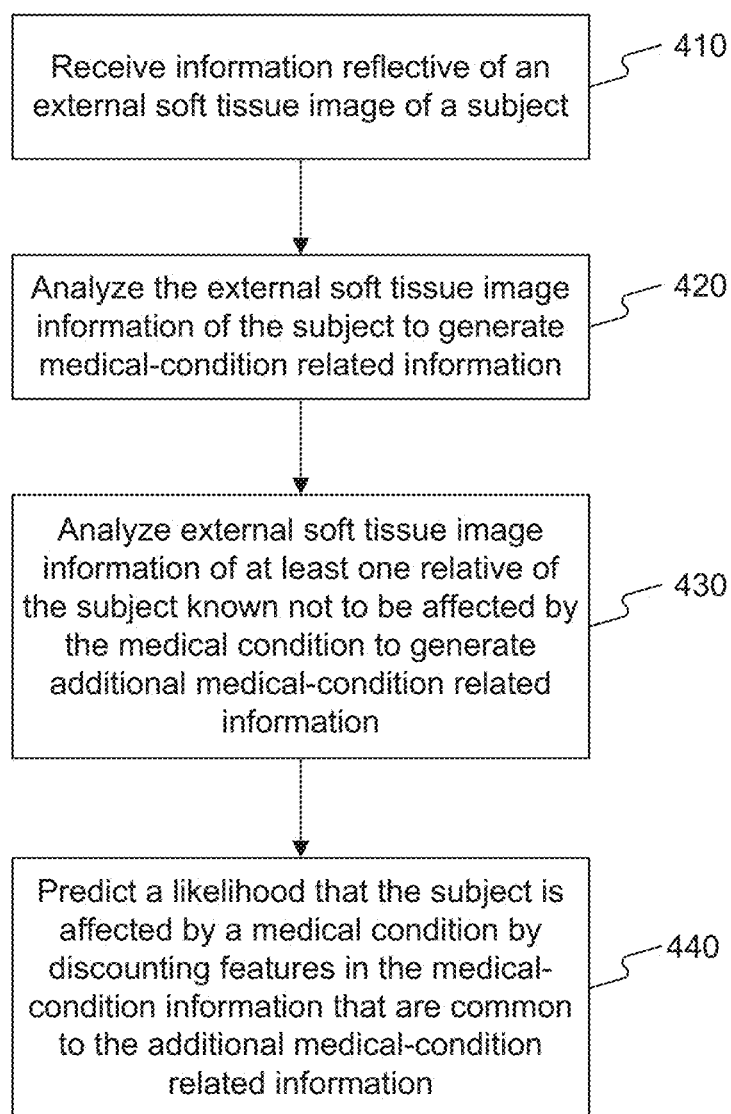 Receive information reflective of an
external soft tissue image of a subject
410
Analyze the external soft tissue image
information of the subject to generate
medical-condition related information
420
Analyze external soft tissue image
information of at least one relative of
the subject known not to be affected by
the medical condition to generate
additional medical-condition related
information
430
Predict a likelihood that the subject is
affected by a medical condition by
discounting features in the medical-
condition information that are common
to the additional medical-condition
related information
440